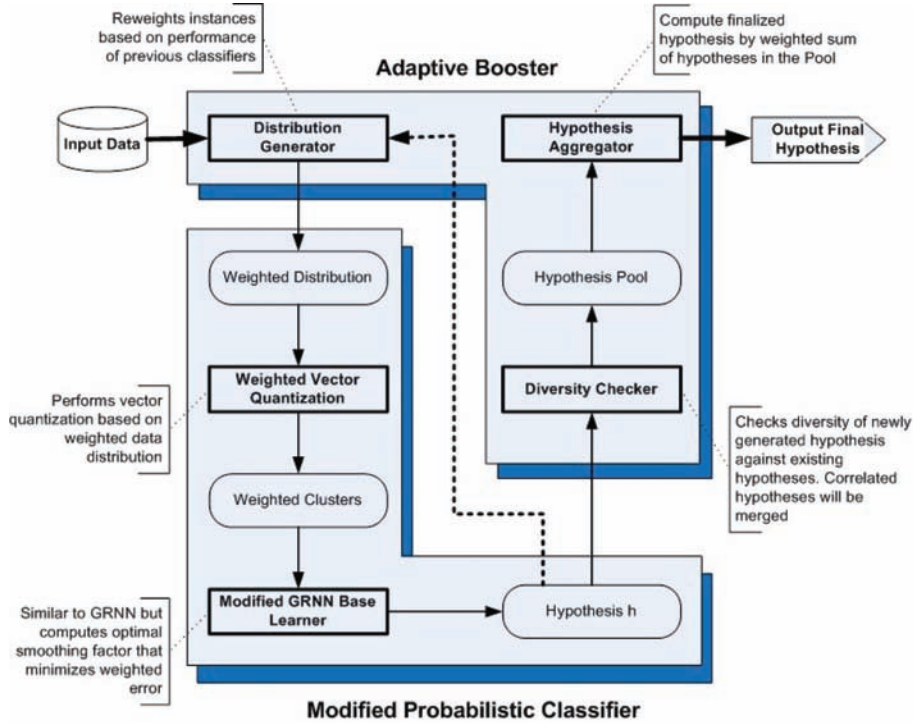 Reweights instances
based on performance
of previous classifiers
Compute finalized
hypothesis by weighted sum
of hypotheses in the Pool
Adaptive Booster
Input Data
Distribution
Generator
Hypothesis
Aggregator
Output Final
Hypothesis
Weighted Distribution
Hypothesis Pool
Performs vector
quantization based on
weighted data
distribution
Weighted Vector
Quantization
Diversity Checker
Checks diversity of newly
generated hypothesis
against existing
hypotheses. Correlated
hypotheses will be
merged
Weighted Clusters
Similar to GRNN but
computes optimal
smoothing factor that
minimizes weighted
error
Modified GRNN Base
Learner
Hypothesis h
Modified Probabilistic Classifier